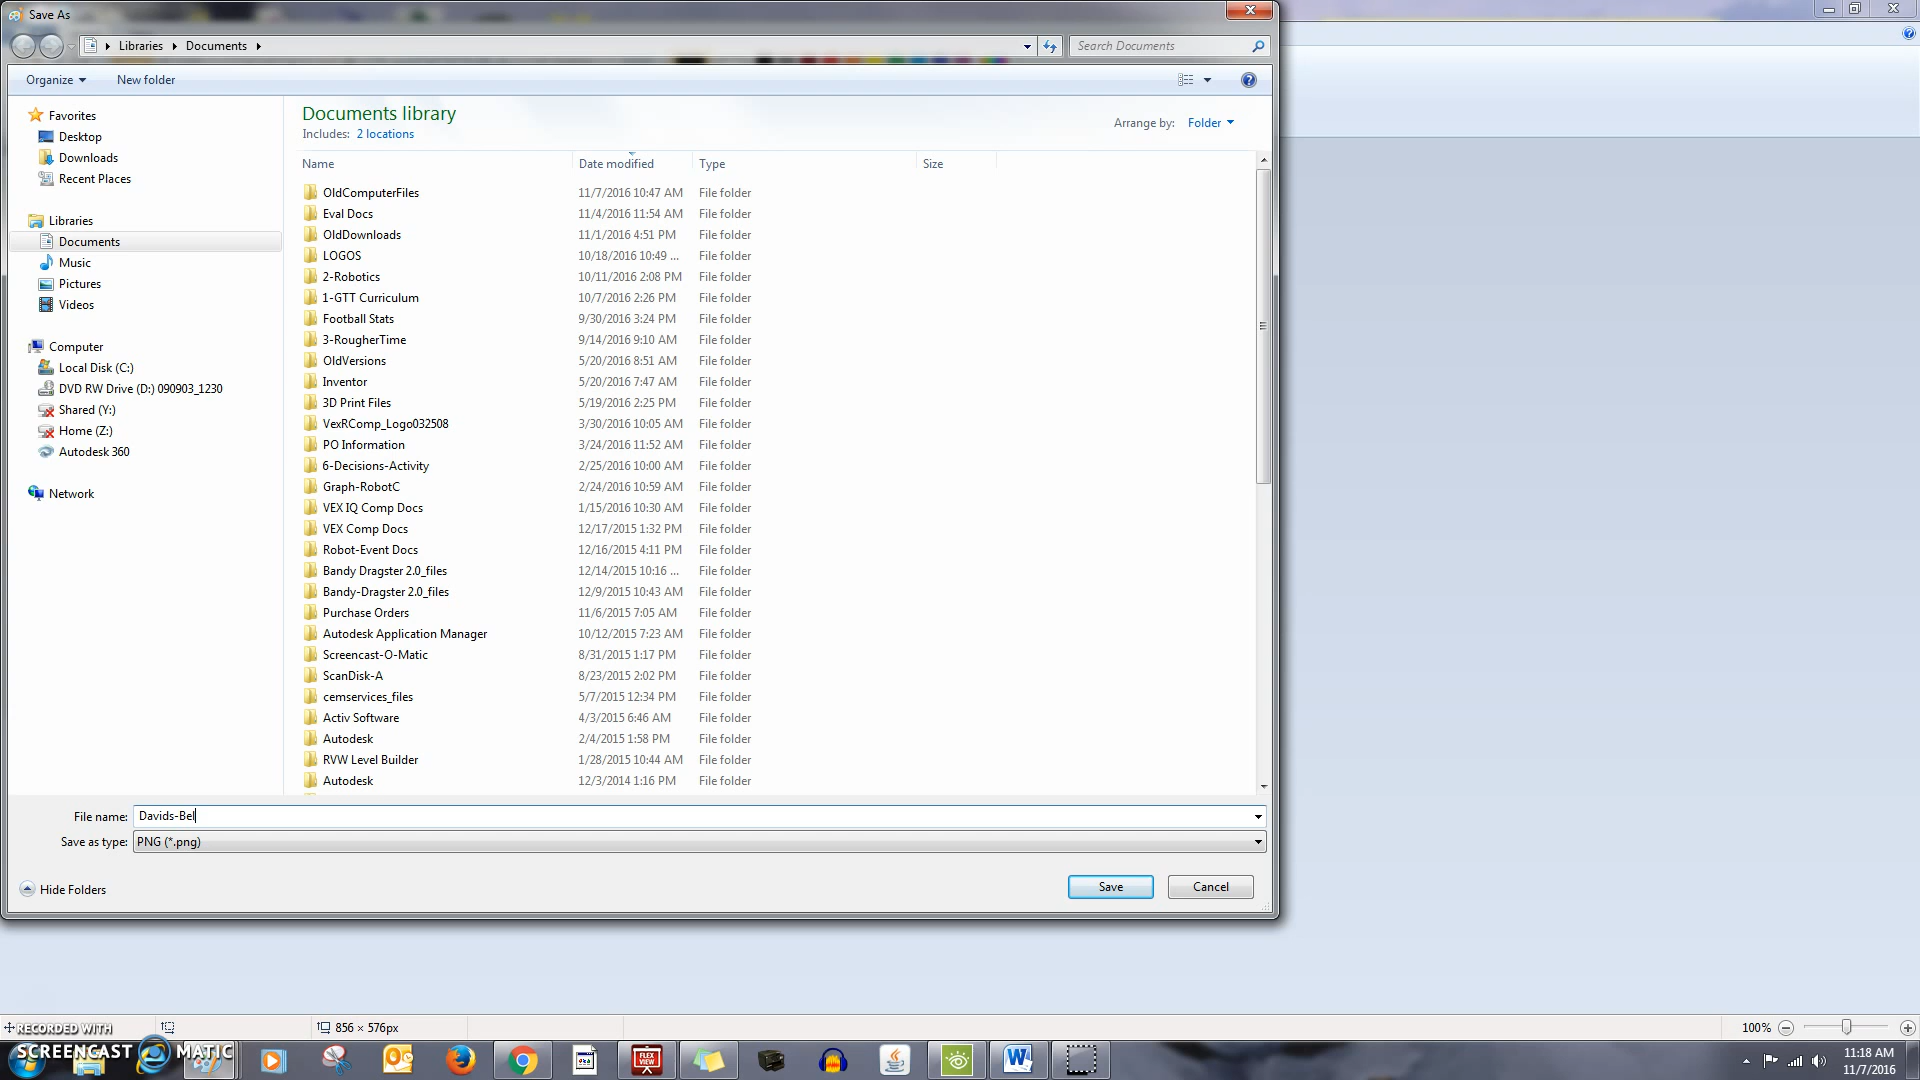 Save As
Libraries Documents
Search Documents
Organize New folder
Favorites
Desktop
Downloads
Recent Places
Libraries
Documents
Music
Pictures
Videos
Computer
Local Disk (C:)
DVD RW Drive (D:) 090903_1230
Shared (Y:)
Home (Z:)
Autodesk 360
Network
Documents library
Includes: 2 locations
Arrange by: Folder
Name Date modified Type Size
OldComputerFiles 11/7/2016 10:47 AM File folder
Eval Docs 11/4/2016 11:54 AM File folder
OldDownloads 11/1/2016 4:51 PM File folder
LOGOS 10/18/2016 10:49 ... File folder
2-Robotics 10/11/2016 2:08 PM File folder
1-GTT Curriculum 10/7/2016 2:26 PM File folder
Football Stats 9/30/2016 3:24 PM File folder
3-RougherTime 9/14/2016 9:10 AM File folder
OldVersions 5/20/2016 8:51 AM File folder
Inventor 5/20/2016 7:47 AM File folder
3D Print Files 5/19/2016 2:25 PM File folder
VexRComp_Logo032508 3/30/2016 10:05 AM File folder
PO Information 3/24/2016 11:52 AM File folder
6-Decisions-Activity 2/25/2016 10:00 AM File folder
Graph-RobotC 2/24/2016 10:59 AM File folder
VEX IQ Comp Docs 1/15/2016 10:30 AM File folder
VEX Comp Docs 12/17/2015 1:32 PM File folder
Robot-Event Docs 12/16/2015 4:11 PM File folder
Bandy Dragster 2.0_files 12/14/2015 10:16 ... File folder
Bandy-Dragster 2.0_files 12/9/2015 10:43 AM File folder
Purchase Orders 11/6/2015 7:05 AM File folder
Autodesk Application Manager 10/12/2015 7:23 AM File folder
Screencast-O-Matic 8/31/2015 1:17 PM File folder
ScanDisk-A 8/23/2015 2:02 PM File folder
cemservices_files 5/7/2015 12:34 PM File folder
Activ Software 4/3/2015 6:46 AM File folder
Autodesk 2/4/2015 1:58 PM File folder
RVW Level Builder 1/28/2015 10:44 AM File folder
Autodesk 12/3/2014 1:16 PM File folder
File name: Davids-Bel
Save as type: PNG (*.png)
Hide Folders
Save Cancel
856 × 576px
100%
RECORDED WITH
SCREENCAST MATIC
FLEX VIEW
11:18 AM
11/7/2016